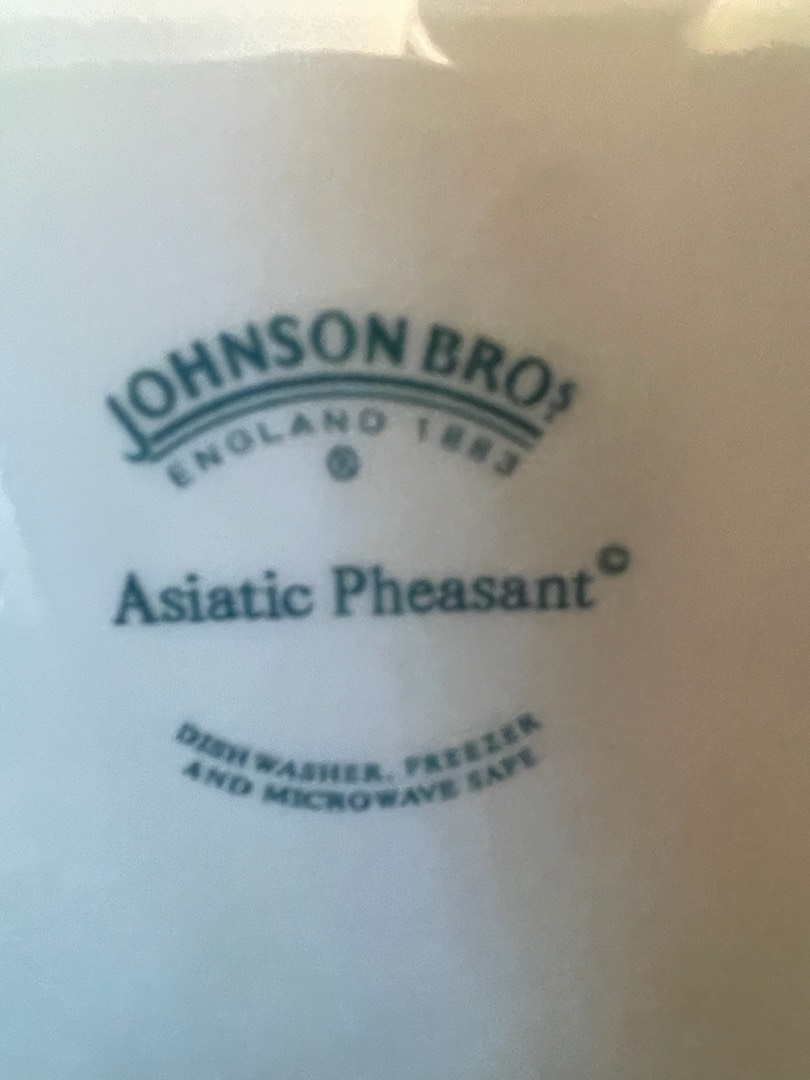 JOHNSON BROS
ENGLAND 1883
®
Asiatic Pheasant©
DISHWASHER, FREEZER
AND MICROWAVE SAFE